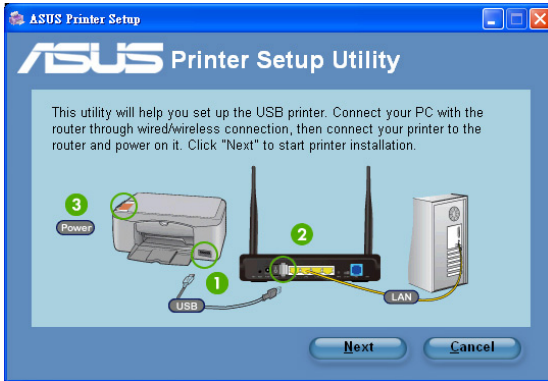 ASUS Printer Setup
ASUS Printer Setup Utility
This utility will help you set up the USB printer. Connect your PC with the
router through wired/wireless connection, then connect your printer to the
router and power on it. Click "Next" to start printer installation.
3
Power
2
1
USB
LAN
Next
Cancel